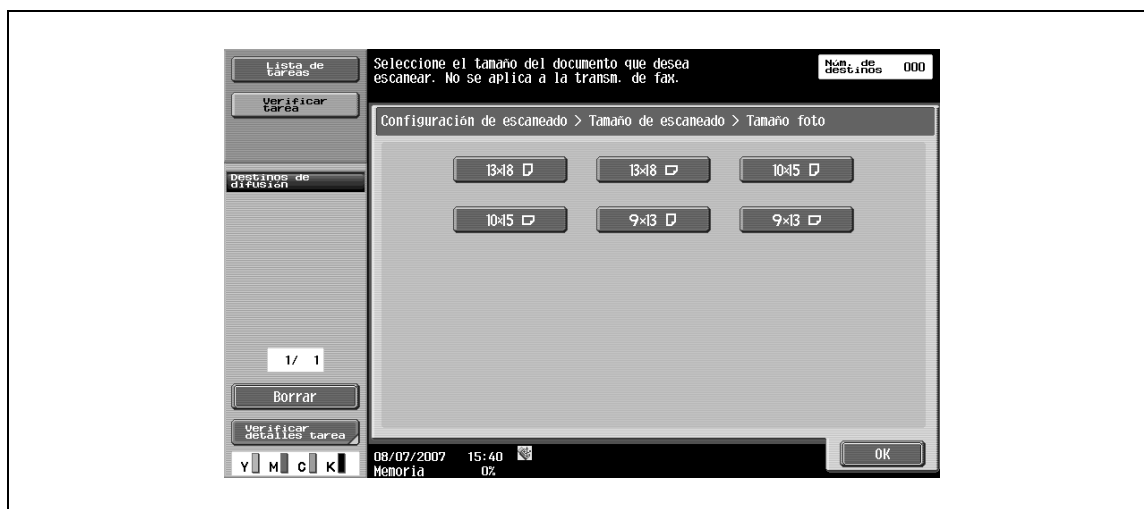 Lista de
tareas
Verificar
tarea
Destinos de
difusión
1/ 1
Borrar
Verificar
detalles tarea
Y M C K
Seleccione el tamaño del documento que desea
escanear. No se aplica a la transm. de fax.
Núm. de
destinos 000
Configuración de escaneado > Tamaño de escaneado > Tamaño foto
13×18 13×18 10×15
10×15 9×13 9×13
08/07/2007 15:40
Memoria 0%
OK